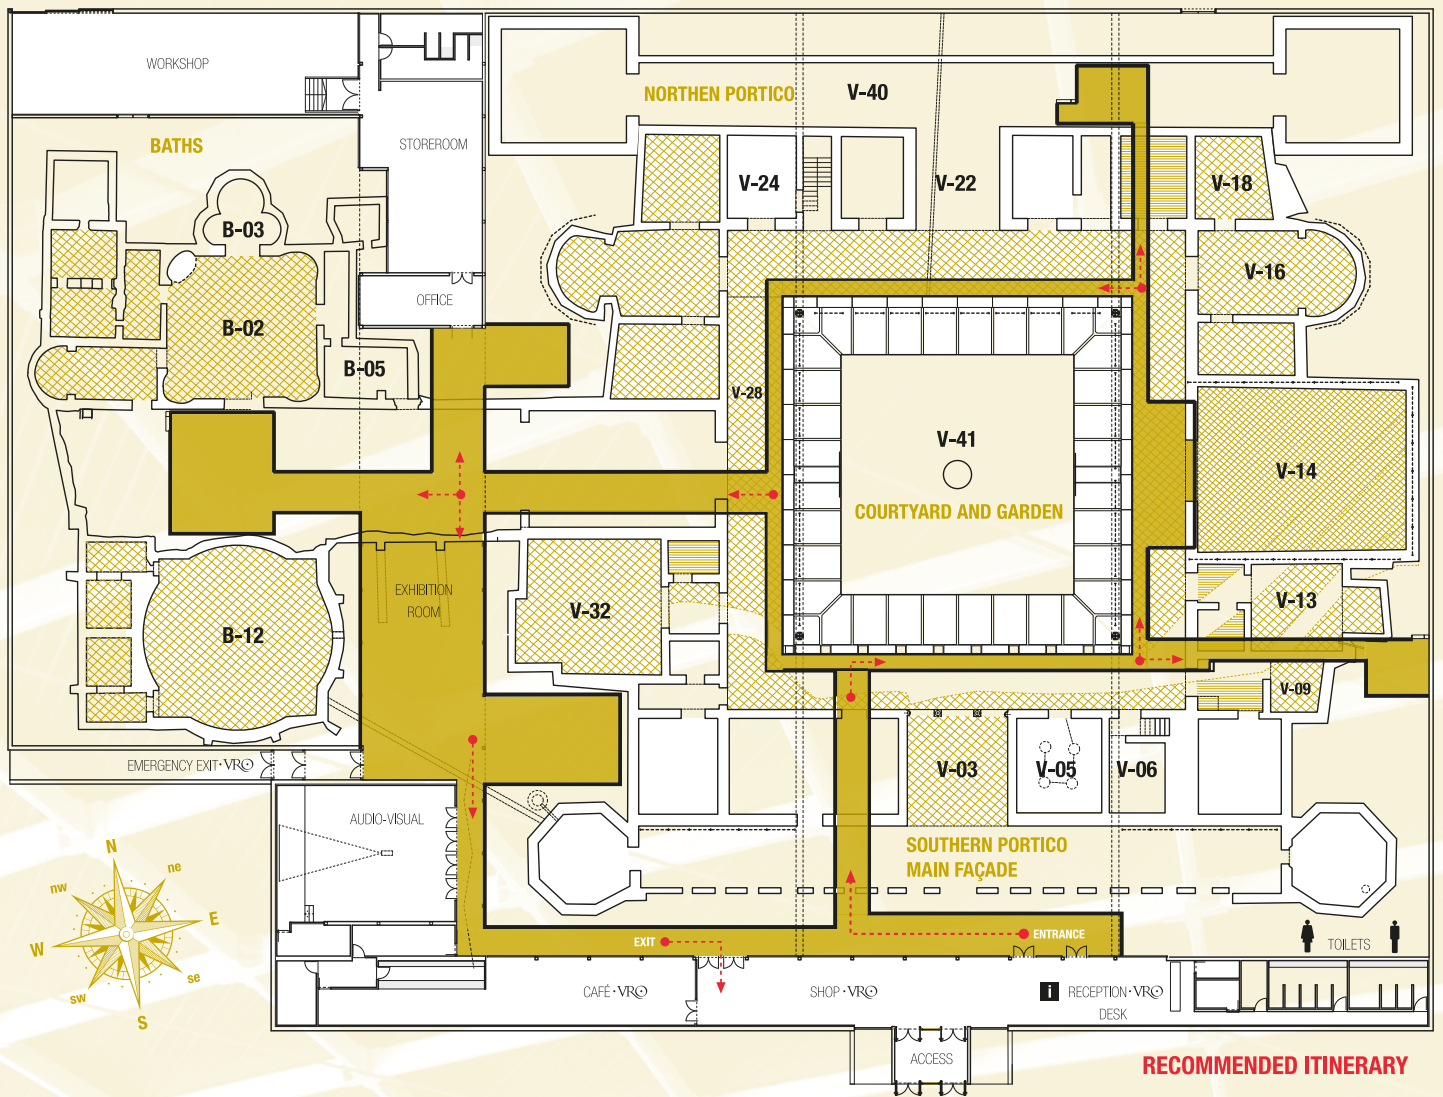 WORKSHOP
NORTHEN PORTICO
V-40
BATHS
STOREROOM
V-24
V-22
V-18
B-03
V-16
OFFICE
B-02
B-05
V-28
V-41
V-14
COURTYARD AND GARDEN
EXHIBITION
ROOM
V-32
V-13
B-12
V-09
EMERGENCY EXIT·VRO
V-03
V-05
V-06
AUDIO-VISUAL
SOUTHERN PORTICO
MAIN FAÇADE
N
nw
ne
W
E
sw
se
S
EXIT
ENTRANCE
TOILETS
CAFÉ·VRO
SHOP·VRO
i RECEPTION·VRO
DESK
ACCESS
RECOMMENDED ITINERARY